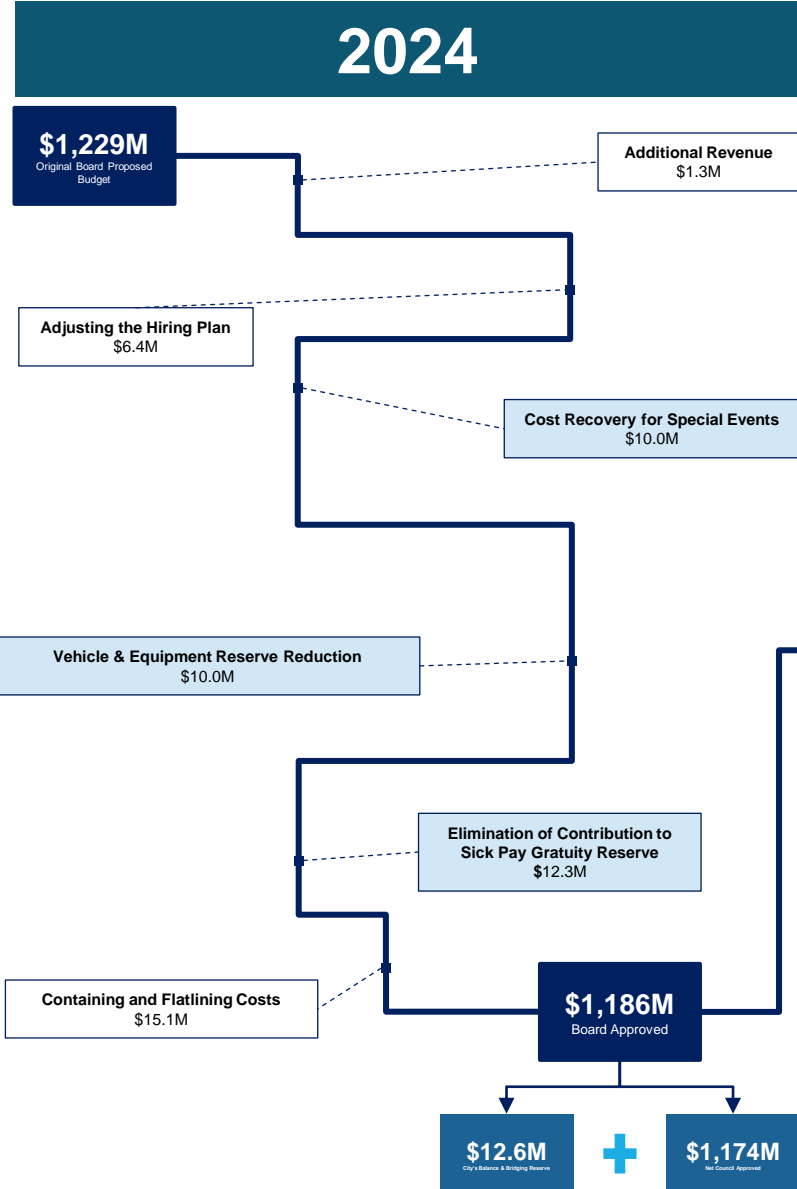 2024
$1,229M
Original Board Proposed
Budget
Additional Revenue
$1.3M
Adjusting the Hiring Plan
$6.4M
Cost Recovery for Special Events
$10.0M
Vehicle & Equipment Reserve Reduction
$10.0M
Elimination of Contribution to
Sick Pay Gratuity Reserve
$12.3M
Containing and Flatlining Costs
$15.1M
$1,186M
Board Approved
$12.6M
City's Balance & Bridging Reserve
$1,174M
Net Council Approved